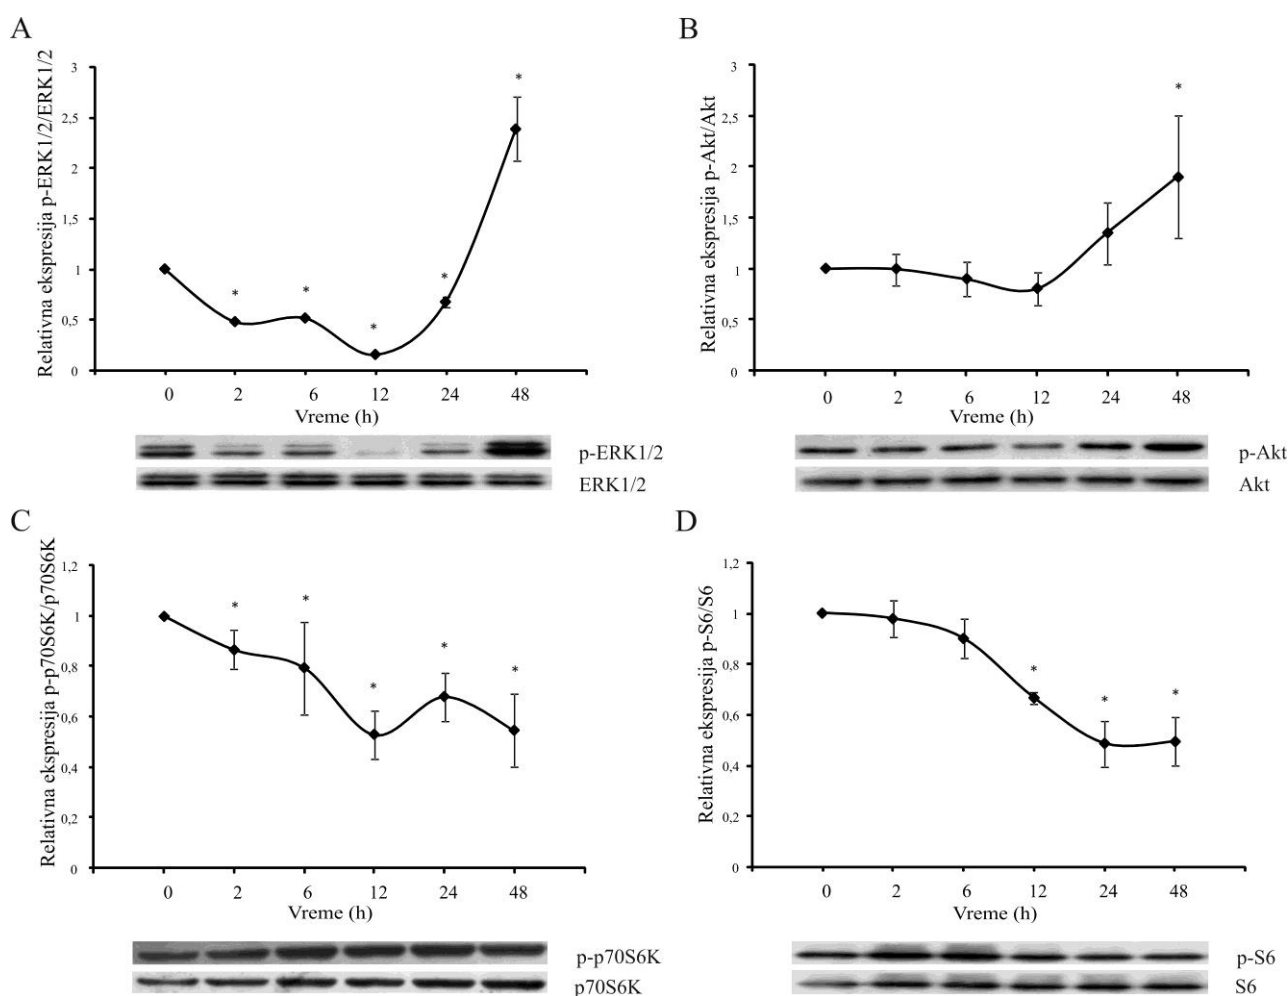 A
Relativna ekspresija p-ERK1/2/ERK1/2
3
2,5
2
1,5
1
0,5
0
* * * * *
0 2 6 12 24 48
Vreme (h)
p-ERK1/2
ERK1/2
B
Relativna ekspresija p-Akt/Akt
3
2,5
2
1,5
1
0,5
0
*
0 2 6 12 24 48
Vreme (h)
p-Akt
Akt
C
Relativna ekspresija p-p70S6K/p70S6K
1,2
1
0,8
0,6
0,4
0,2
0
* * * * *
0 2 6 12 24 48
Vreme (h)
p-p70S6K
p70S6K
D
Relativna ekspresija p-S6/S6
1,2
1
0,8
0,6
0,4
0,2
0
* * *
0 2 6 12 24 48
Vreme (h)
p-S6
S6